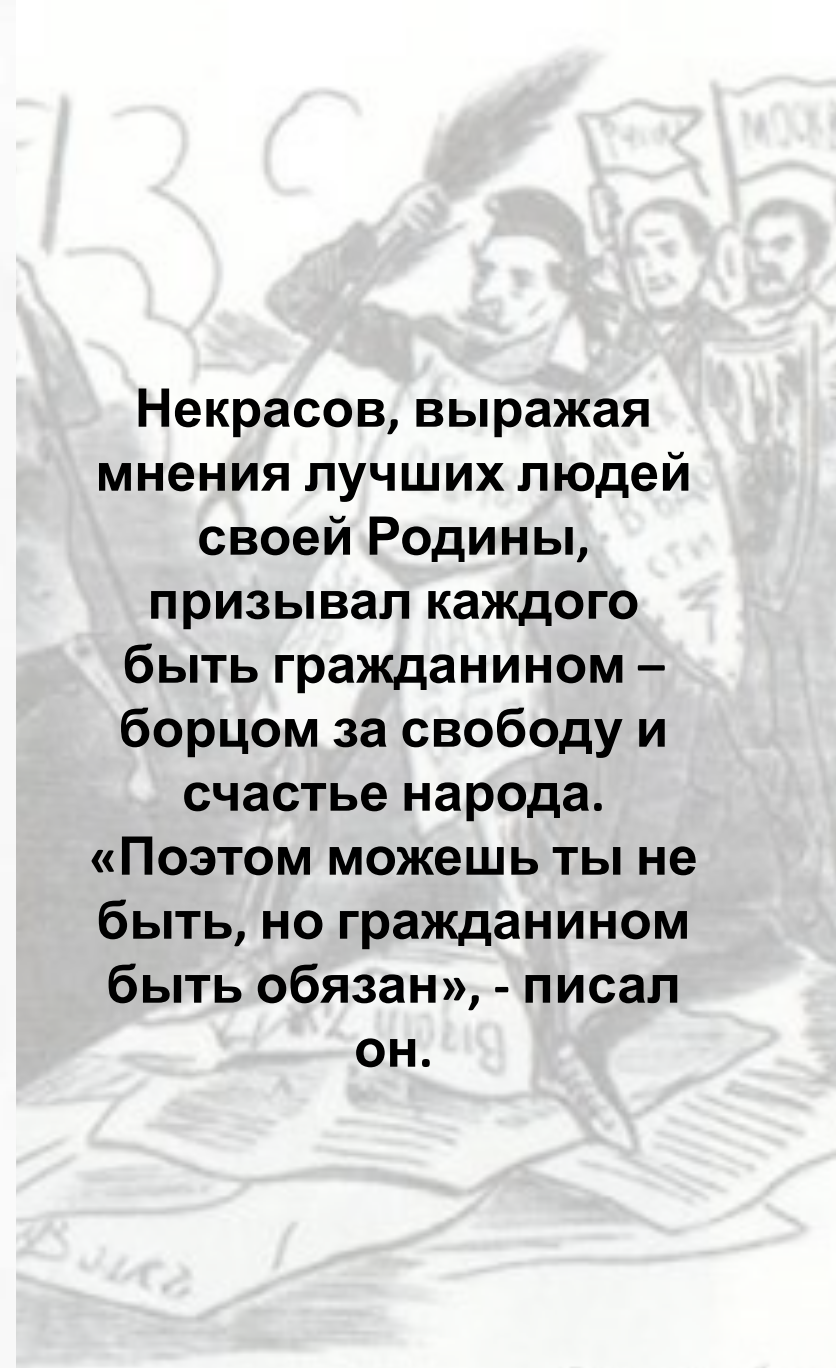 Некрасов, выражая
мнения лучших людей
своей Родины,
призывал каждого
быть гражданином –
борцом за свободу и
счастье народа.
«Поэтом можешь ты не
быть, но гражданином
быть обязан», - писал
он.